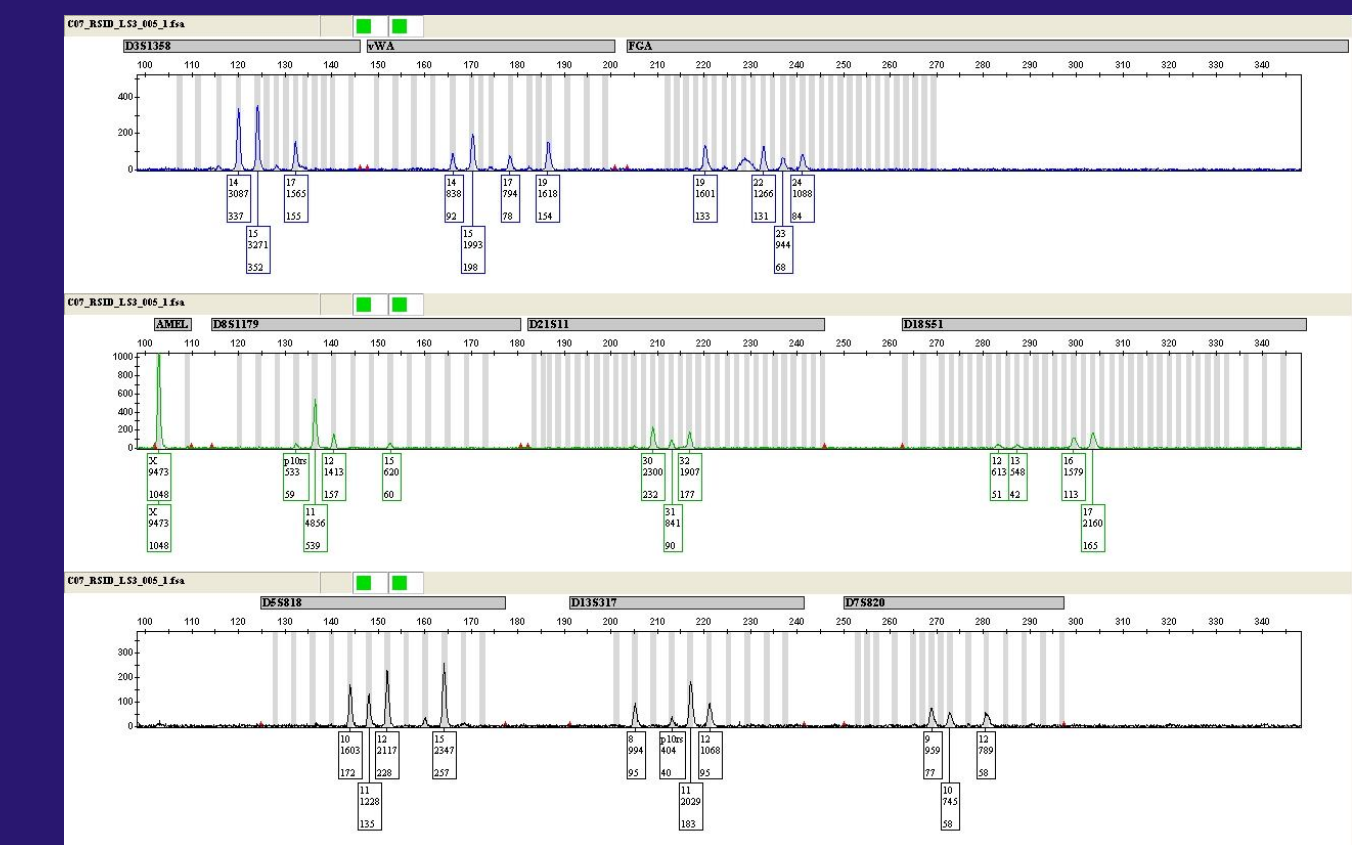 C07_RSID_LS3_005_1.fsa
D3S1358 vWA FGA
100 110 120 130 140 150 160 170 180 190 200 210 220 230 240 250 260 270 280 290 300 310 320 330 340
400
200
0
14 17 14 17 19 19 22 24
3087 1565 838 794 1618 1601 1266 1088
337 155 92 78 154 133 131 84
15 15 23
3271 1993 944
352 198 68
C07_RSID_LS3_005_1.fsa
AMEL D8S1179 D21S11 D18S51
100 110 120 130 140 150 160 170 180 190 200 210 220 230 240 250 260 270 280 290 300 310 320 330 340
1000
800
600
400
200
0
X p10rs 12 15 30 32 12 13 16
9473 533 1413 620 2300 1907 613 548 1579
1048 59 157 60 232 177 51 42 113
X 11 31 17
9473 4856 841 2160
1048 539 90 165
C07_RSID_LS3_005_1.fsa
D5S818 D13S317 D7S820
100 110 120 130 140 150 160 170 180 190 200 210 220 230 240 250 260 270 280 290 300 310 320 330 340
300
200
100
0
10 12 15 8 p10rs 12 9 12
1603 2117 2347 994 404 1068 959 789
172 228 257 95 40 95 77 58
11 11 10
1228 2029 745
135 183 58